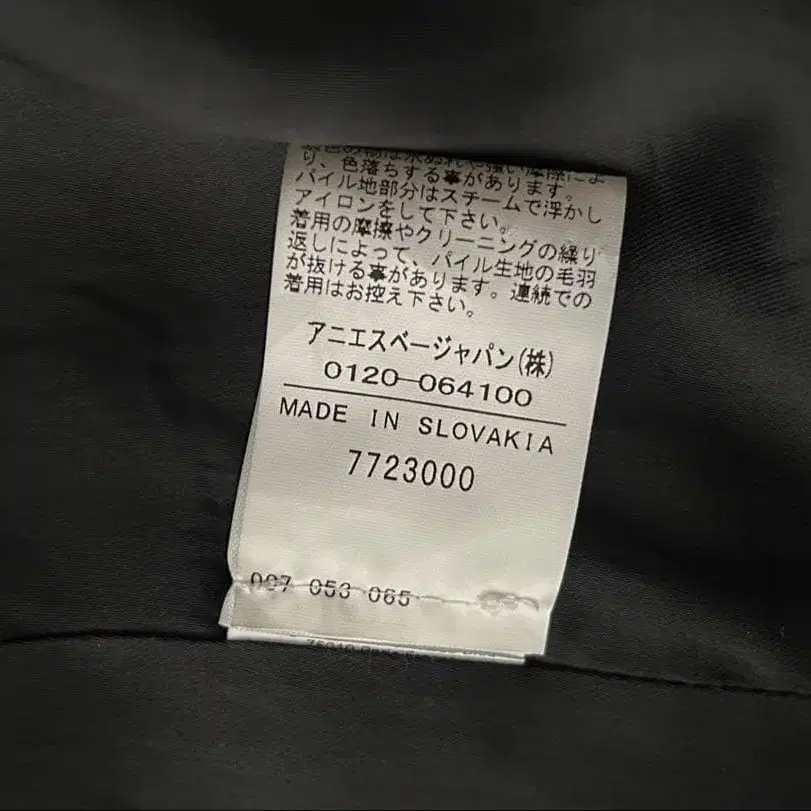 り、色落ちする事があります。
パイル地部分はスチームで浮かし
アイロンをして下さい。
着用の摩擦やクリーニングの繰り
返しによって、パイル生地の毛羽
が抜ける事があります。連続での
着用はお控え下さい。
アニエスベージャパン(株)
0120-064100
MADE IN SLOVAKIA
7723000
053 065